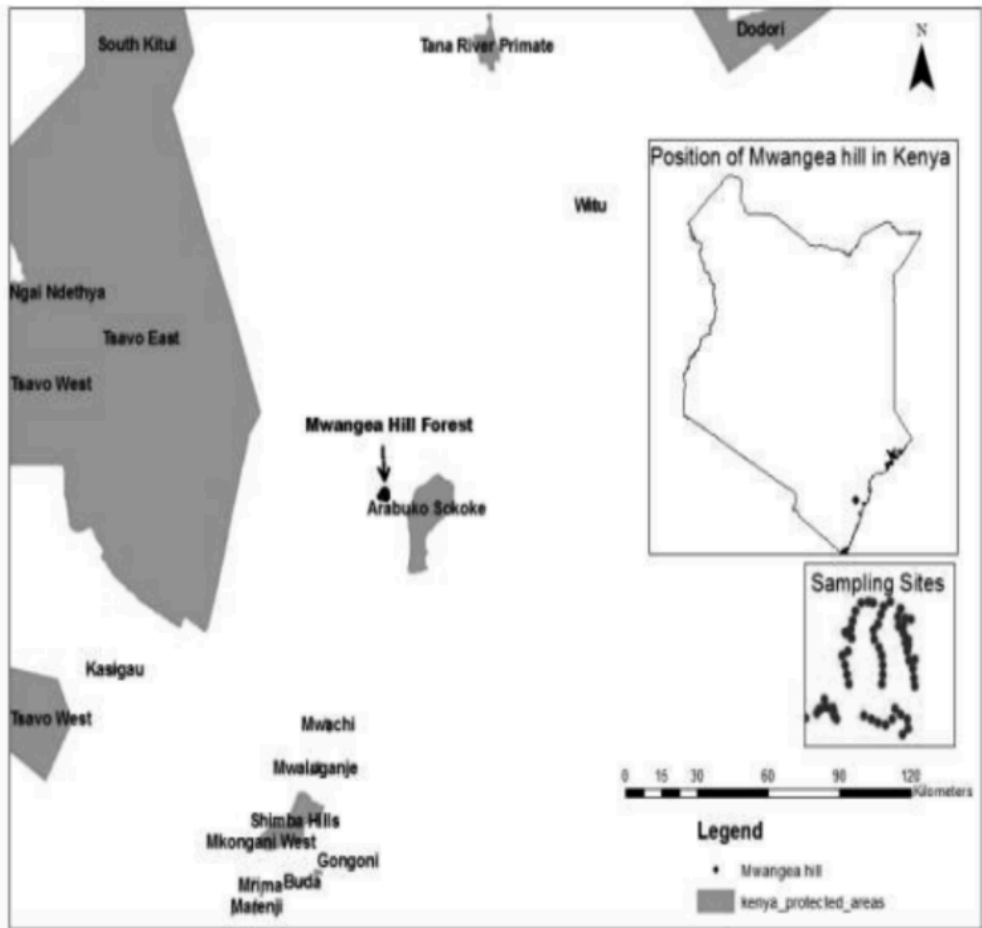 South Kitui
Tana River Primate
Dodori
N
Position of Mwangea hill in Kenya
Witu
Ngai Ndethya
Tsavo East
Tsavo West
Mwangea Hill Forest
Arabuko Sokoke
Sampling Sites
Kasigau
Tsavo West
Mwachi
Mwaluganje
0 15 30 60 90 120
Kilometers
Shimba Hills
Mkongani West
Gongoni
Buda
Mrima
Marenji
Legend
Mwangea hill
kenya_protected_areas